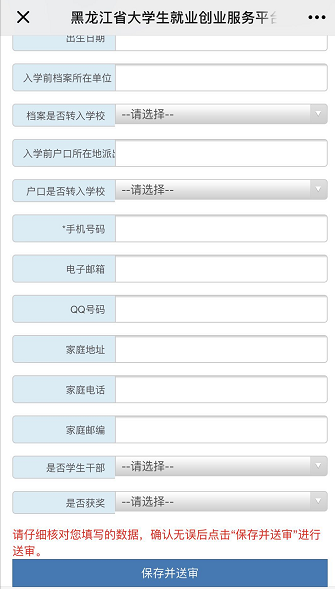 黑龙江省大学生就业创业服务平台
出生日期
入学前档案所在单位
档案是否转入学校
--请选择--
入学前户口所在地派出
户口是否转入学校
--请选择--
*手机号码
电子邮箱
QQ号码
家庭地址
家庭电话
家庭邮编
是否学生干部
--请选择--
是否获奖
--请选择--
请仔细核对您填写的数据，确认无误后点击“保存并送审”进行
送审。
保存并送审